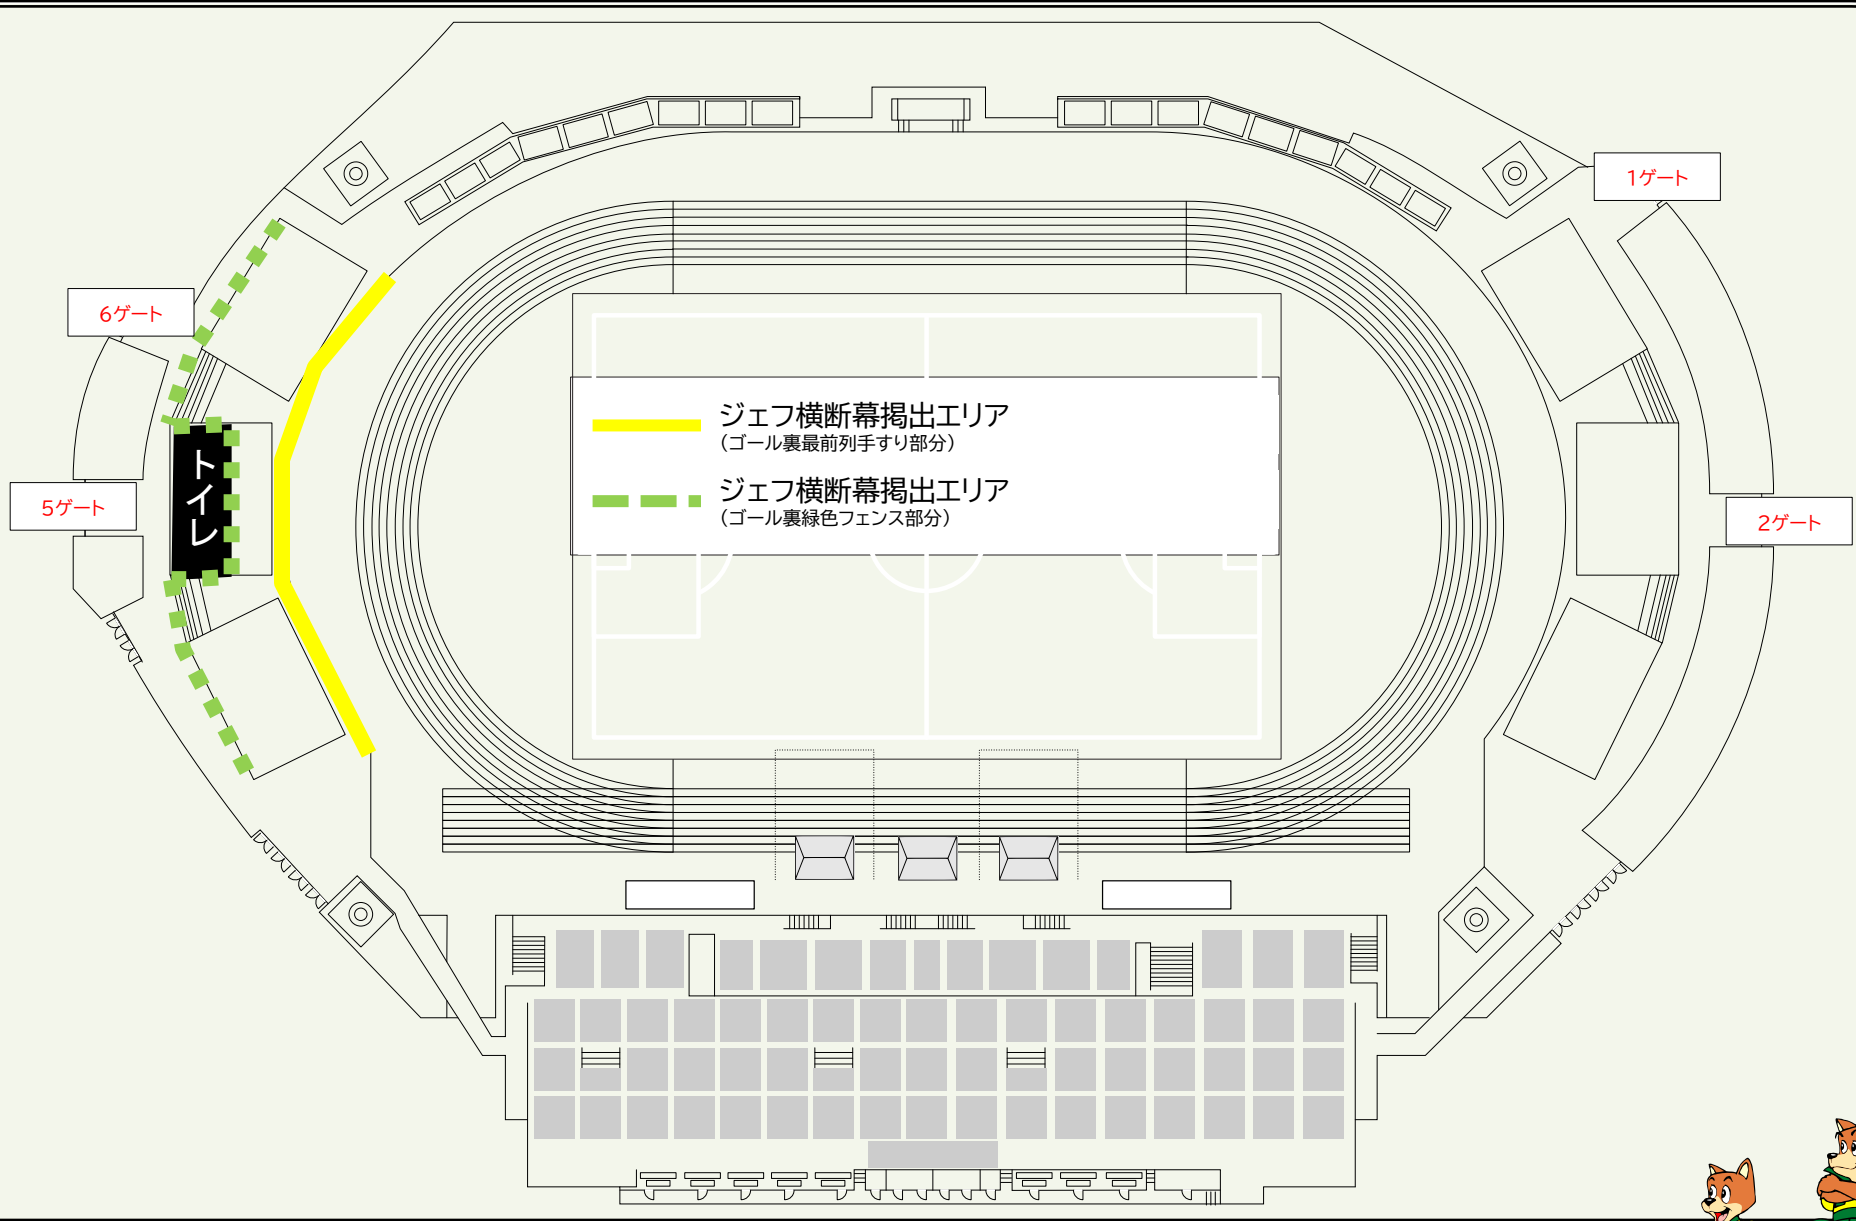 1ゲート
6ゲート
ジェフ横断幕掲出エリア
（ゴール裏最前列手すり部分）
トイレ
ジェフ横断幕掲出エリア
（ゴール裏緑色フェンス部分）
5ゲート
2ゲート